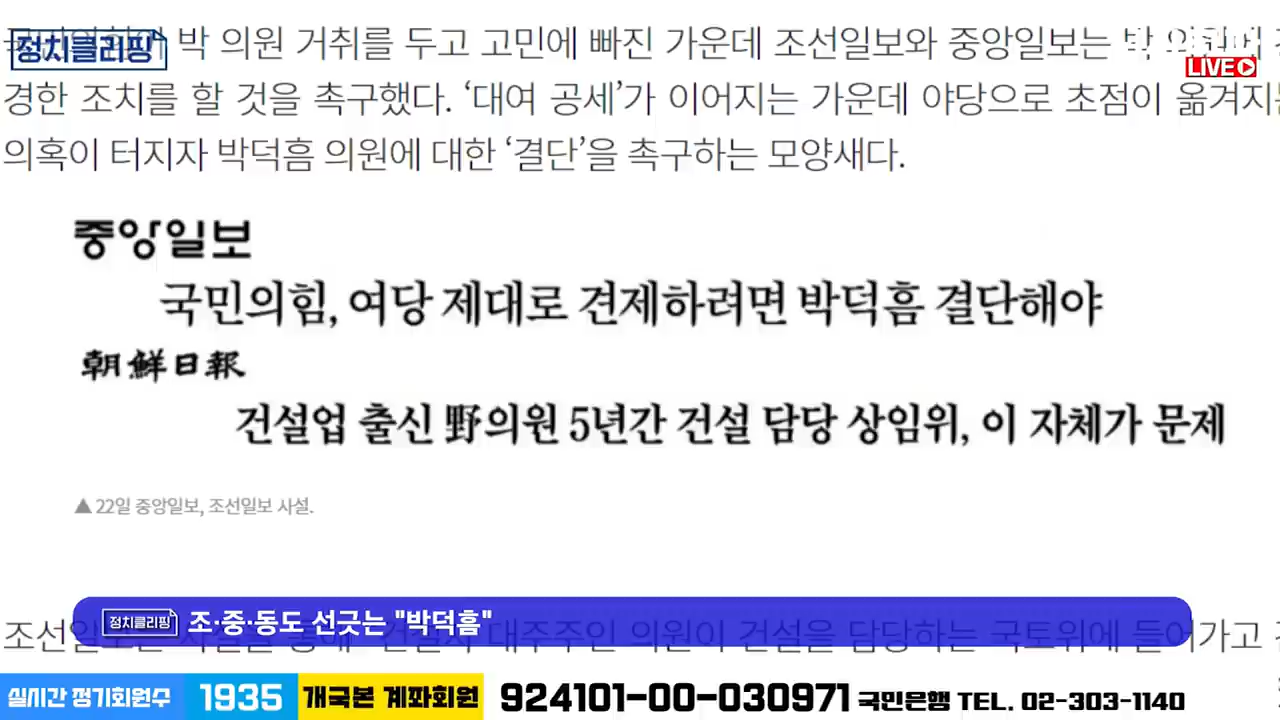 정치클리핑
박 의원 거취를 두고 고민에 빠진 가운데 조선일보와 중앙일보는
LIVE
경한 조치를 할 것을 촉구했다. ‘대여 공세’가 이어지는 가운데 야당으로 초점이 옮겨지는
의혹이 터지자 박덕흠 의원에 대한 ‘결단’을 촉구하는 모양새다.
중앙일보
국민의힘, 여당 제대로 견제하려면 박덕흠 결단해야
朝鮮日報
건설업 출신 野의원 5년간 건설 담당 상임위, 이 자체가 문제
▲ 22일 중앙일보, 조선일보 사설.
정치클리핑 조·중·동도 선긋는 "박덕흠"
조선일보는 사설을 통해 대주주인 의원이 건설을 담당하는 국토위에 들어가고
실시간 정기회원수 1935 개국본 계좌회원 924101-00-030971 국민은행 TEL. 02-303-1140